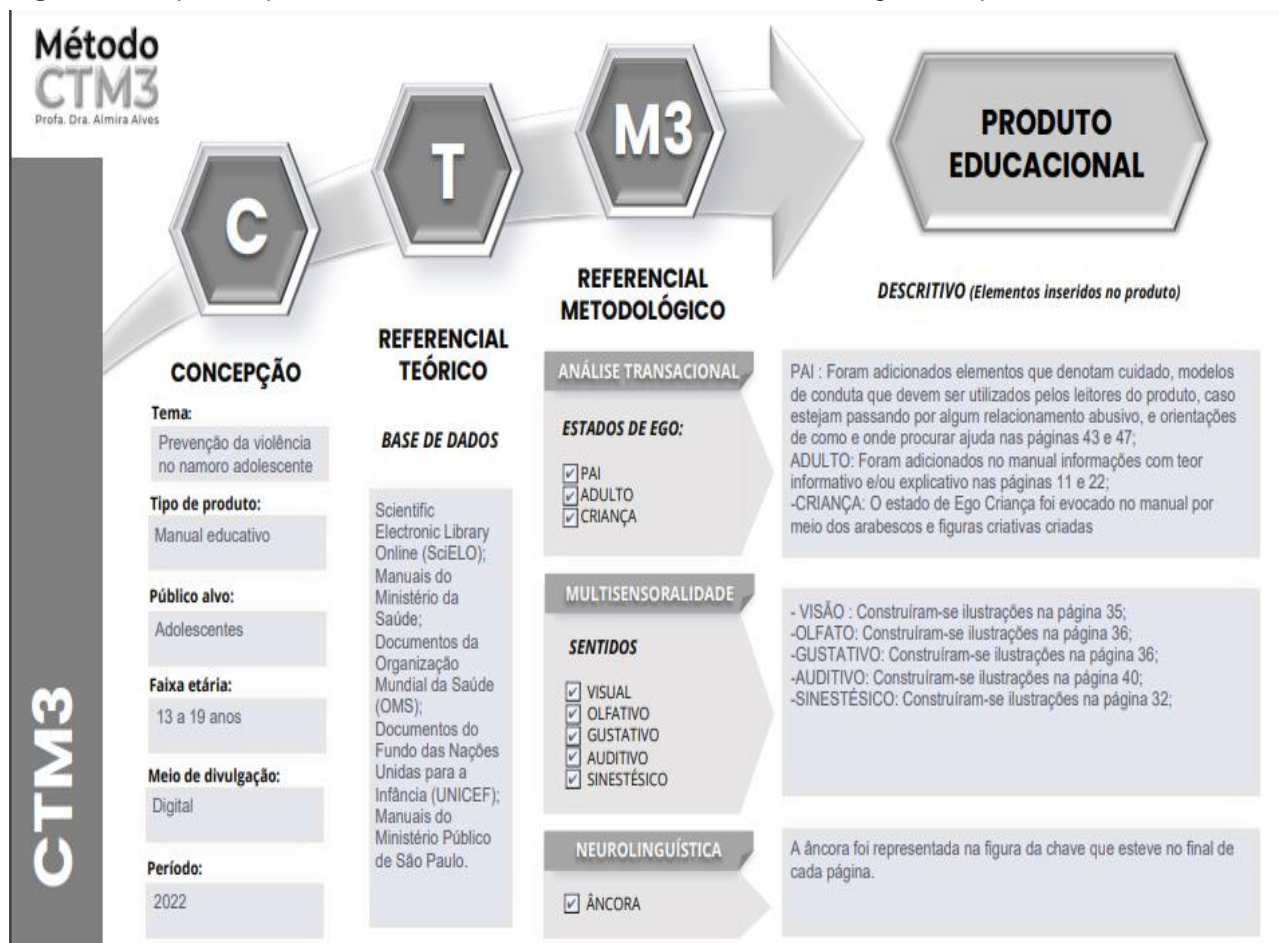 Método
CTM3
Profa. Dra. Almira Alves
CTM3
C
CONCEPÇÃO
Tema:
Prevenção da violência
no namoro adolescente
Tipo de produto:
Manual educativo
Público alvo:
Adolescentes
Faixa etária:
13 a 19 anos
Meio de divulgação:
Digital
Período:
2022
T
REFERENCIAL
TEÓRICO
BASE DE DADOS
Scientific
Electronic Library
Online (SciELO);
Manuais do
Ministério da
Saúde;
Documentos da
Organização
Mundial da Saúde
(OMS);
Documentos do
Fundo das Nações
Unidas para a
Infância (UNICEF);
Manuais do
Ministério Público
de São Paulo.
M3
REFERENCIAL
METODOLÓGICO
ANÁLISE TRANSACIONAL
ESTADOS DE EGO:
PAI
ADULTO
CRIANÇA
MULTISENSORALIDADE
SENTIDOS
VISUAL
OLFATIVO
GUSTATIVO
AUDITIVO
SINESTÉSICO
NEUROLINGUÍSTICA
ÂNCORA
PRODUTO
EDUCACIONAL
DESCRITIVO (Elementos inseridos no produto)
PAI : Foram adicionados elementos que denotam cuidado, modelos
de conduta que devem ser utilizados pelos leitores do produto, caso
estejam passando por algum relacionamento abusivo, e orientações
de como e onde procurar ajuda nas páginas 43 e 47;
ADULTO: Foram adicionados no manual informações com teor
informativo e/ou explicativo nas páginas 11 e 22;
-CRIANÇA: O estado de Ego Criança foi evocado no manual por
meio dos arabescos e figuras criativas criadas
- VISÃO : Construíram-se ilustrações na página 35;
-OLFATO: Construíram-se ilustrações na página 36;
-GUSTATIVO: Construíram-se ilustrações na página 36;
-AUDITIVO: Construíram-se ilustrações na página 40;
-SINESTÉSICO: Construíram-se ilustrações na página 32;
A âncora foi representada na figura da chave que esteve no final de
cada página.